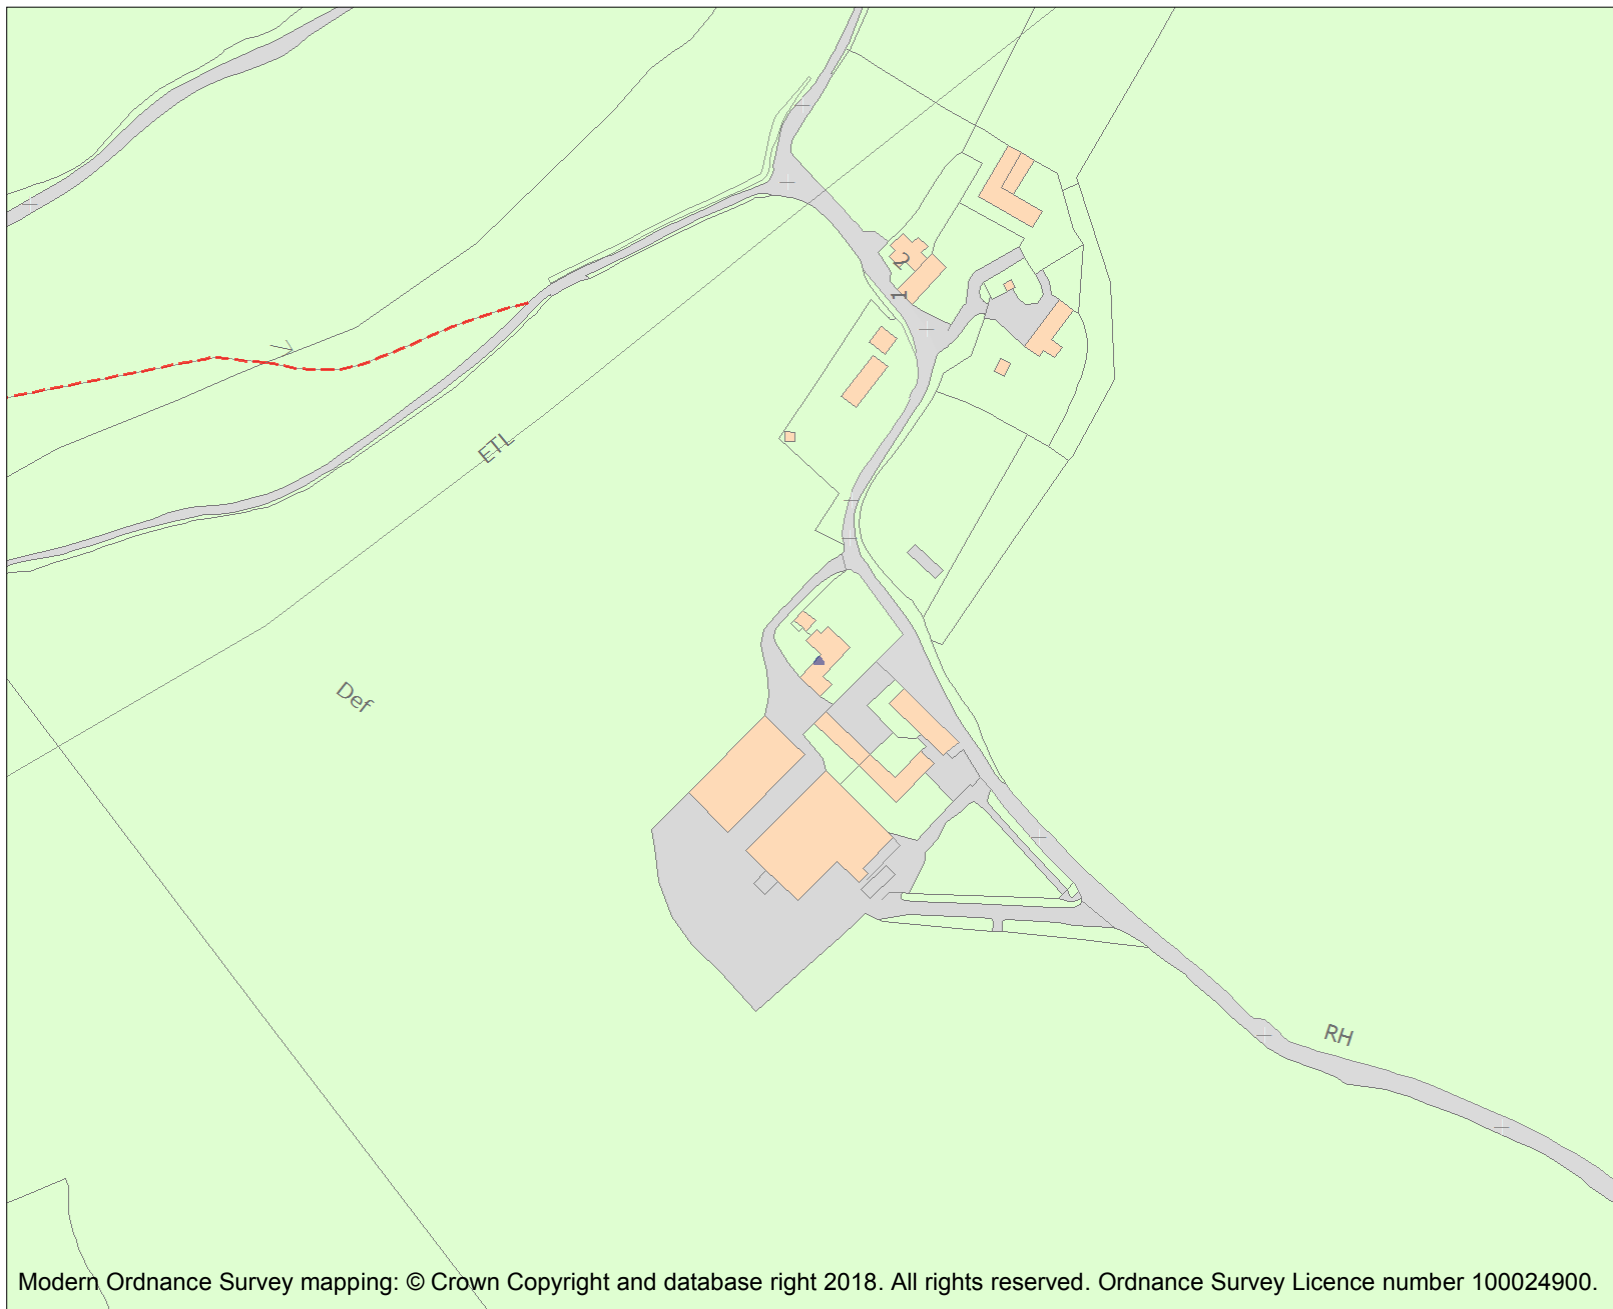 2
1
ETL
Def
RH
Modern Ordnance Survey mapping: © Crown Copyright and database right 2018. All rights reserved. Ordnance Survey Licence number 100024900.